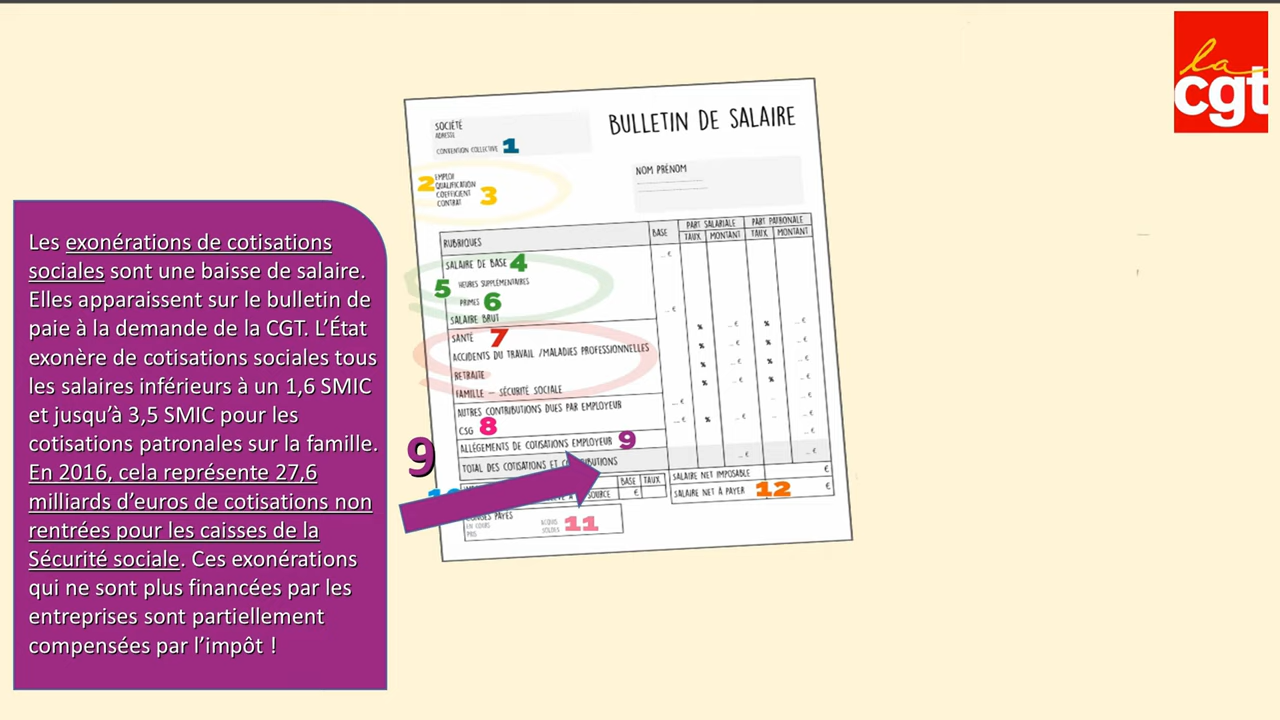 la
cgt
Les exonérations de cotisations
sociales sont une baisse de salaire.
Elles apparaissent sur le bulletin de
paie à la demande de la CGT. L’État
exonère de cotisations sociales tous
les salaires inférieurs à un 1,6 SMIC
et jusqu’à 3,5 SMIC pour les
cotisations patronales sur la famille.
En 2016, cela représente 27,6
milliards d’euros de cotisations non
rentrées pour les caisses de la
Sécurité sociale. Ces exonérations
qui ne sont plus financées par les
entreprises sont partiellement
compensées par l’impôt !
9
BULLETIN DE SALAIRE
SOCIÉTÉ
ADRESSE
CONVENTION COLLECTIVE 1
NOM PRÉNOM
2 EMPLOI
QUALIFICATION
COEFFICIENT 3
CONTRAT
PART SALARIALE PART PATRONALE
RUBRIQUES BASE TAUX MONTANT TAUX MONTANT
SALAIRE DE BASE 4 … €
5 HEURES SUPPLÉMENTAIRES
PRIMES 6
SALAIRE BRUT … €
SANTÉ 7 % … € % … €
ACCIDENTS DU TRAVAIL / MALADIES PROFESSIONNELLES % … € % … €
RETRAITE % … € % … €
FAMILLE – SÉCURITÉ SOCIALE % … € % … €
AUTRES CONTRIBUTIONS DUES PAR EMPLOYEUR … € … €
CSG 8 … € % … € … €
ALLÉGEMENTS DE COTISATIONS EMPLOYEUR 9 … €
TOTAL DES COTISATIONS ET CONTRIBUTIONS … € … €
10
BASE TAUX
SOURCE €
SALAIRE NET IMPOSABLE €
SALAIRE NET À PAYER 12 €
CONGÉS PAYÉS
EN COURS ACQUIS
PRIS SOLDES 11